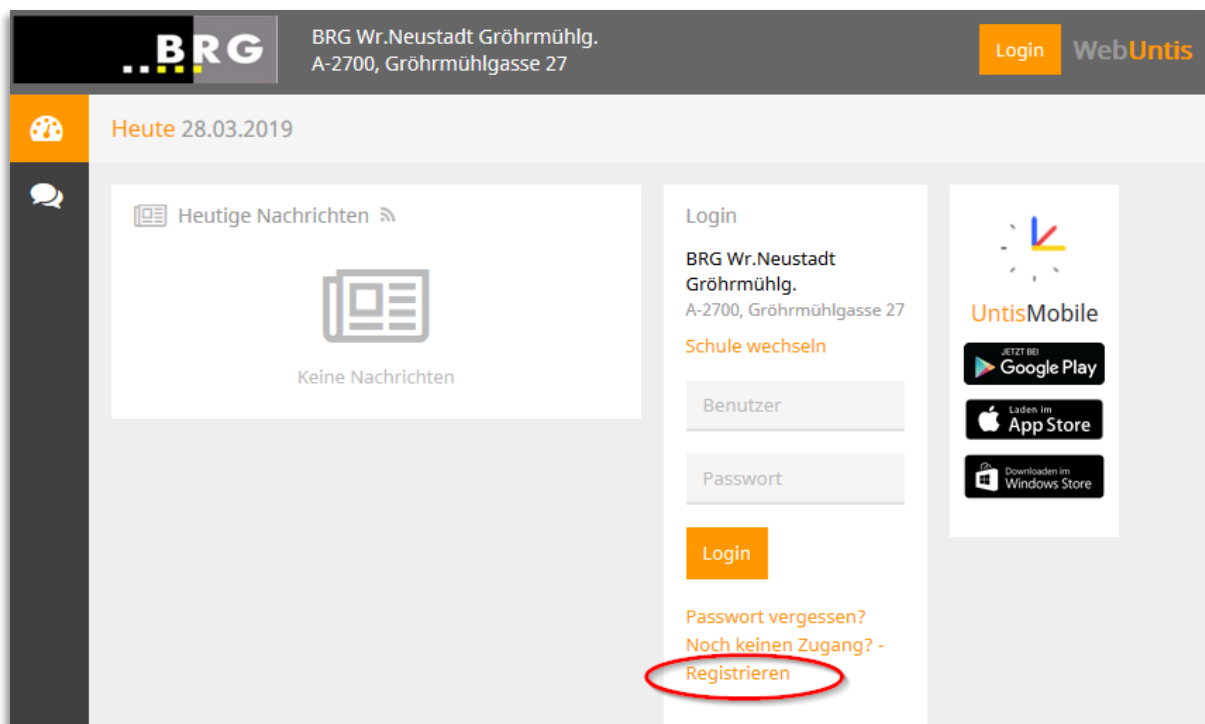 ..BRG
BRG Wr.Neustadt Gröhrmühlg.
A-2700, Gröhrmühlgasse 27
Login
WebUntis
Heute 28.03.2019
Heutige Nachrichten
Keine Nachrichten
Login
BRG Wr.Neustadt
Gröhrmühlg.
A-2700, Gröhrmühlgasse 27
Schule wechseln
Benutzer
Passwort
Login
Passwort vergessen?
Noch keinen Zugang? -
Registrieren
UntisMobile
JETZT BEI
Google Play
Laden im
App Store
Downloaden im
Windows Store